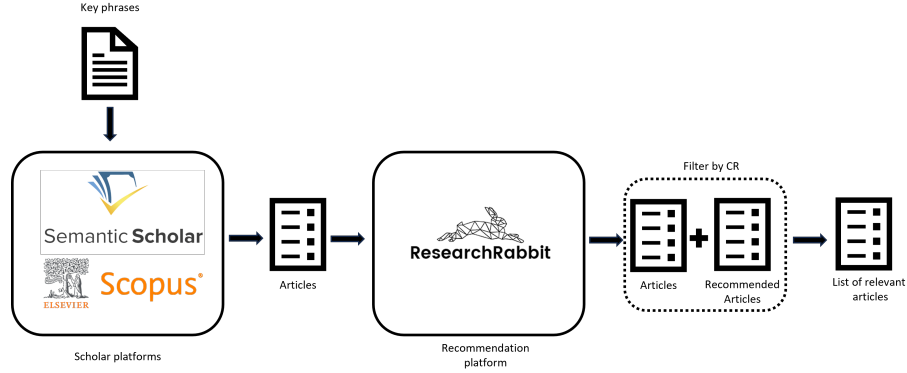 Key phrases
Filter by CR
Semantic Scholar
ELSEVIER
Scopus®
Articles
ResearchRabbit
Articles
Recommended
Articles
List of relevant
articles
Scholar platforms
Recommendation
platform